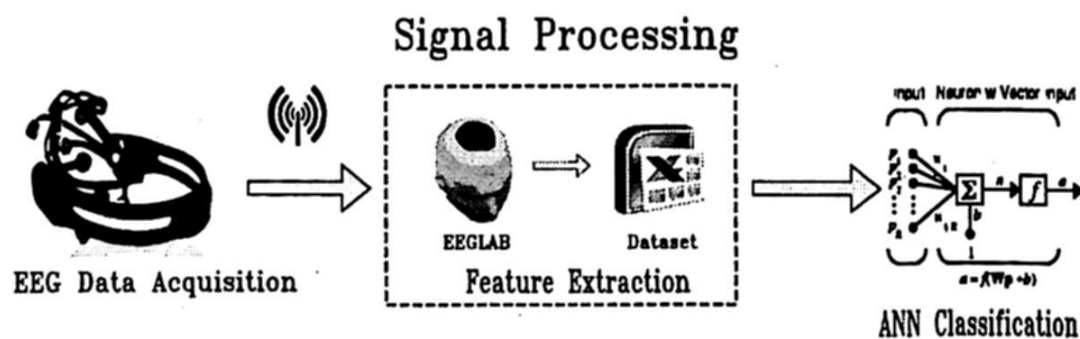 Signal Processing
Input Neuron w Vector Input
EEGLAB
Dataset
EEG Data Acquisition
Feature Extraction
Σ
f
b
a = f(Wp + b)
ANN Classification